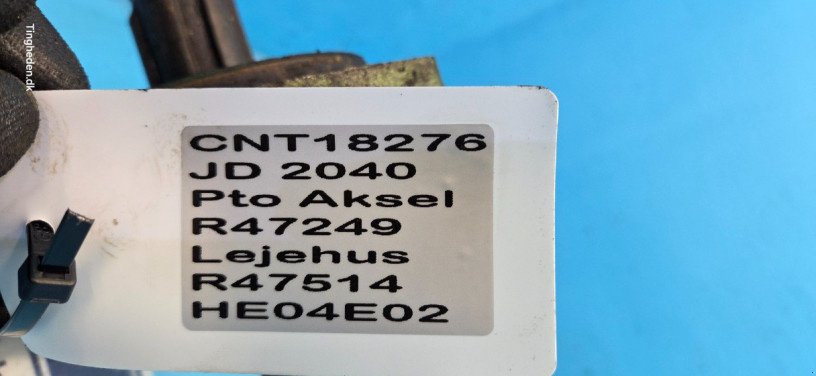 Tingheden.dk
CNT18276
JD 2040
Pto Aksel
R47249
Lejehus
R47514
HE04E02